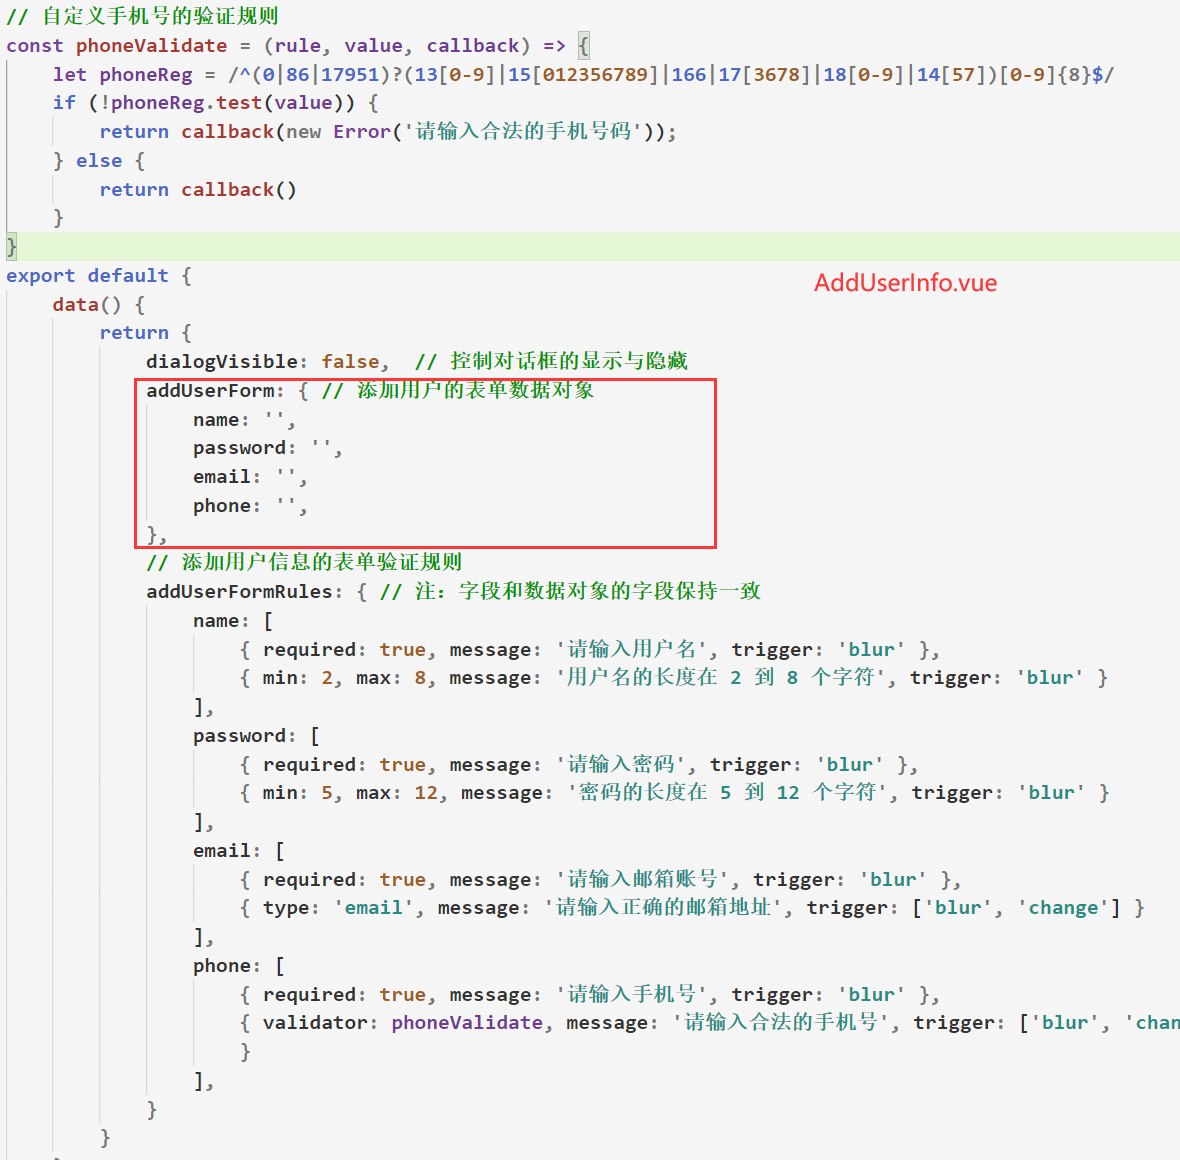 // 自定义手机号的验证规则
const phoneValidate = (rule, value, callback) => {
    let phoneReg = /^(0|86|17951)?(13[0-9]|15[012356789]|166|17[3678]|18[0-9]|14[57])[0-9]{8}$/
    if (!phoneReg.test(value)) {
        return callback(new Error('请输入合法的手机号码'));
    } else {
        return callback()
    }
}
export default {
AddUserInfo.vue
    data() {
        return {
            dialogVisible: false,  // 控制对话框的显示与隐藏
            addUserForm: { // 添加用户的表单数据对象
                name: '',
                password: '',
                email: '',
                phone: '',
            },
            // 添加用户信息的表单验证规则
            addUserFormRules: { // 注：字段和数据对象的字段保持一致
                name: [
                    { required: true, message: '请输入用户名', trigger: 'blur' },
                    { min: 2, max: 8, message: '用户名的长度在 2 到 8 个字符', trigger: 'blur' }
                ],
                password: [
                    { required: true, message: '请输入密码', trigger: 'blur' },
                    { min: 5, max: 12, message: '密码的长度在 5 到 12 个字符', trigger: 'blur' }
                ],
                email: [
                    { required: true, message: '请输入邮箱账号', trigger: 'blur' },
                    { type: 'email', message: '请输入正确的邮箱地址', trigger: ['blur', 'change'] }
                ],
                phone: [
                    { required: true, message: '请输入手机号', trigger: 'blur' },
                    { validator: phoneValidate, message: '请输入合法的手机号', trigger: ['blur', 'chan
                    }
                ],
            }
        }